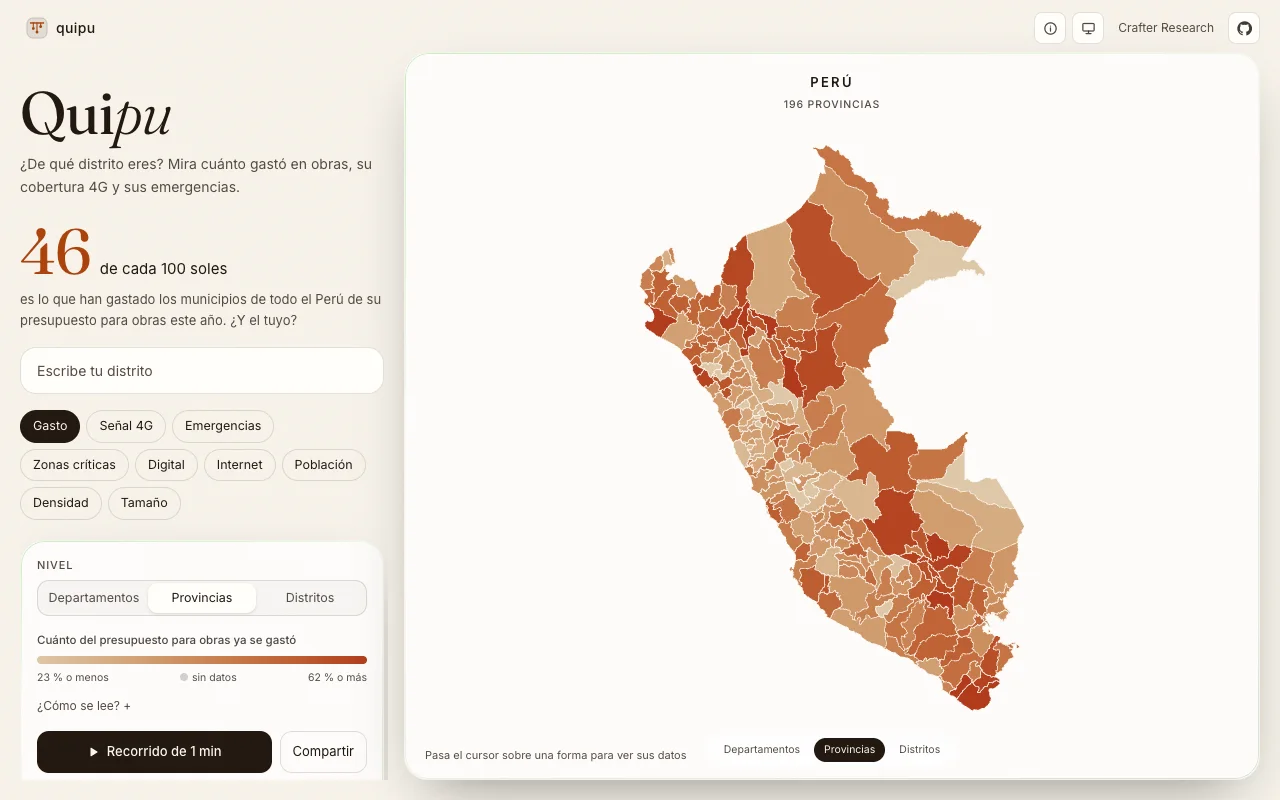 quipu
Crafter Research
Quipu
¿De qué distrito eres? Mira cuánto gastó en obras, su
cobertura 4G y sus emergencias.
46 de cada 100 soles
es lo que han gastado los municipios de todo el Perú de su
presupuesto para obras este año. ¿Y el tuyo?
Escribe tu distrito
Gasto Señal 4G Emergencias
Zonas críticas Digital Internet Población
Densidad Tamaño
NIVEL
Departamentos Provincias Distritos
Cuánto del presupuesto para obras ya se gastó
23 % o menos sin datos 62 % o más
¿Cómo se lee? +
Recorrido de 1 min Compartir
PERÚ
196 PROVINCIAS
Pasa el cursor sobre una forma para ver sus datos
Departamentos Provincias Distritos